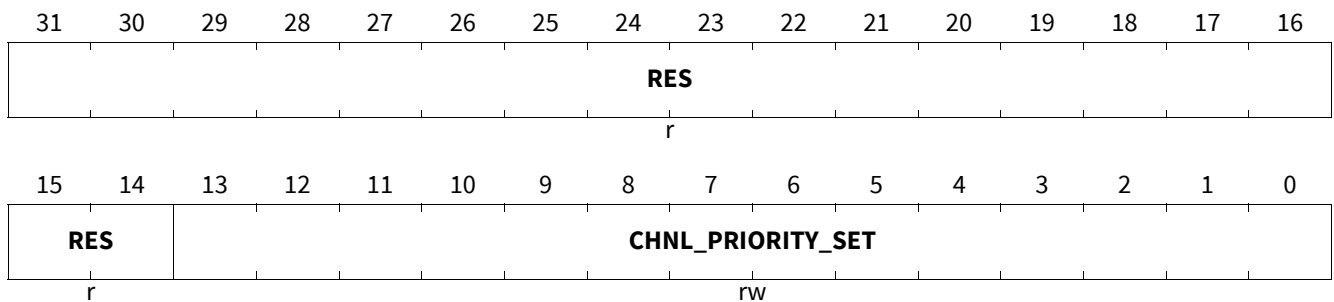 31 30 29 28 27 26 25 24 23 22 21 20 19 18 17 16
RES
r
15 14 13 12 11 10 9 8 7 6 5 4 3 2 1 0
RES CHNL_PRIORITY_SET
r rw